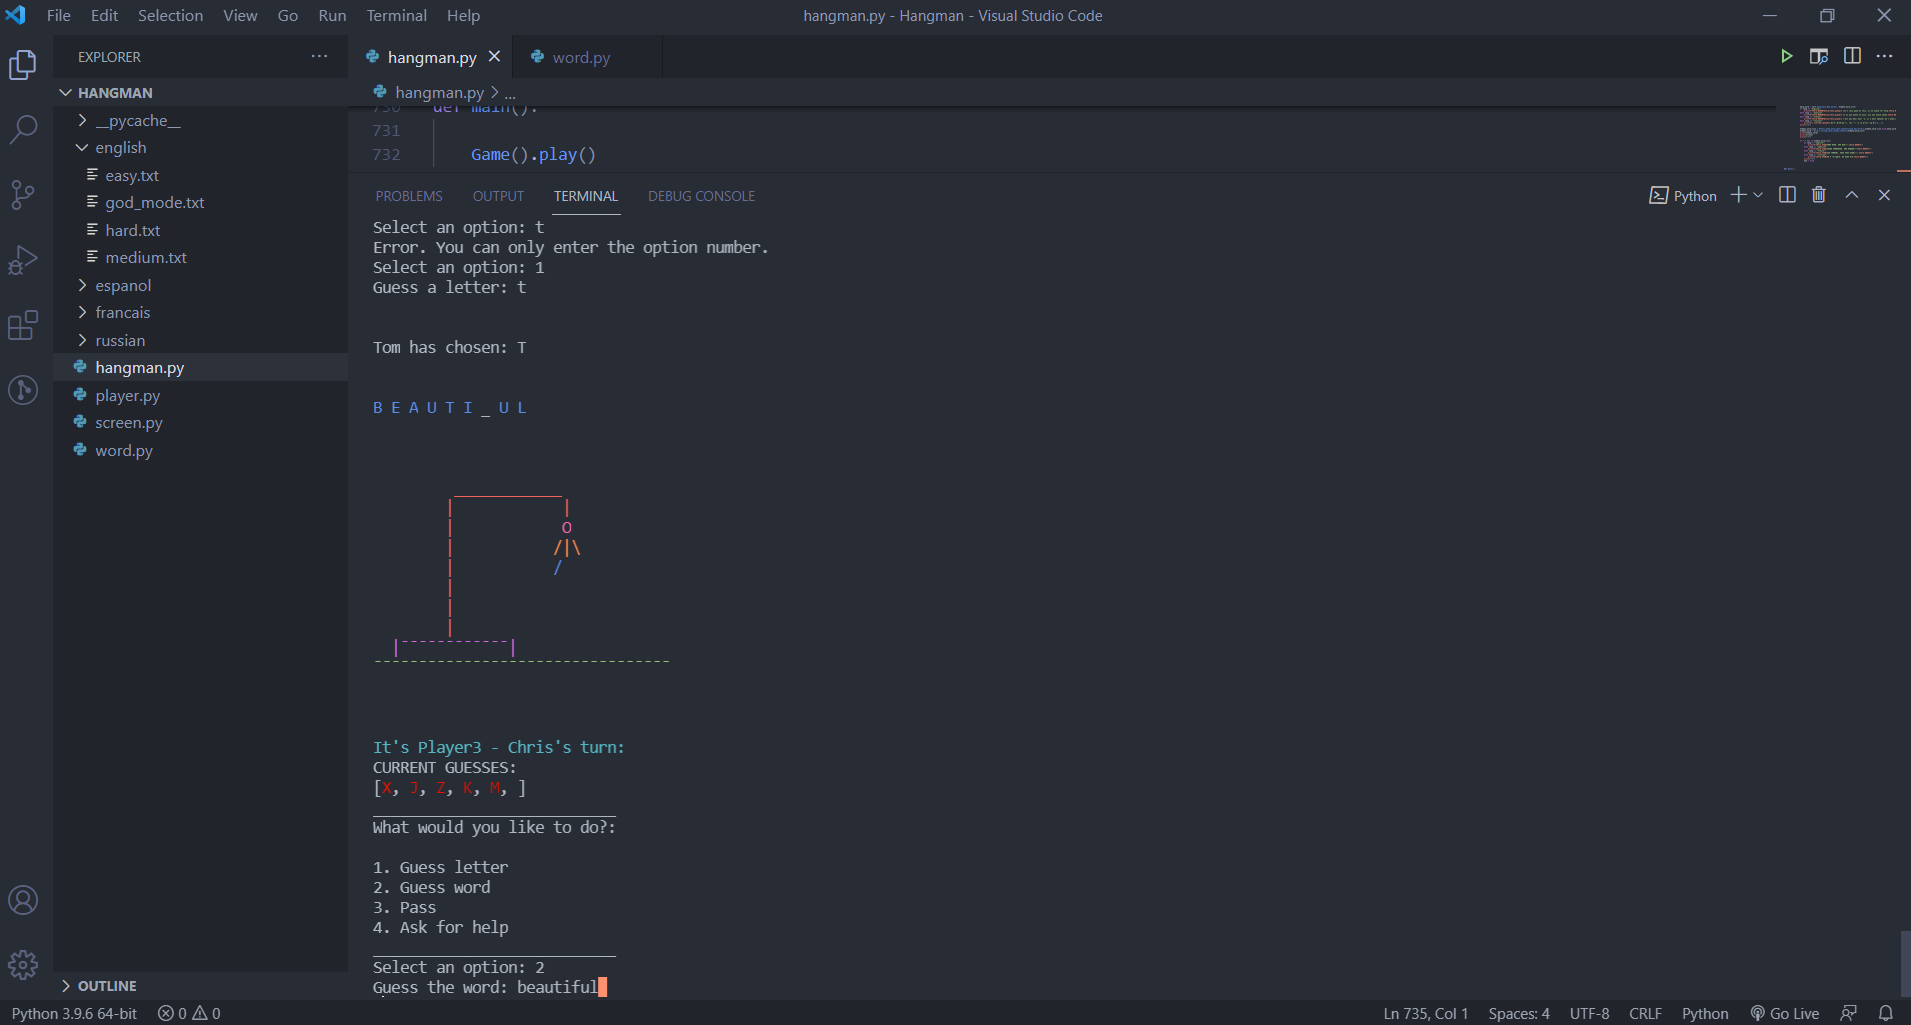 File Edit Selection View Go Run Terminal Help
hangman.py - Hangman - Visual Studio Code
EXPLORER
HANGMAN
__pycache__
english
easy.txt
god_mode.txt
hard.txt
medium.txt
espanol
francais
russian
hangman.py
player.py
screen.py
word.py
OUTLINE
hangman.py word.py
hangman.py > ...
730 def main():
731
732 Game().play()
PROBLEMS OUTPUT TERMINAL DEBUG CONSOLE
Python
Select an option: t
Error. You can only enter the option number.
Select an option: 1
Guess a letter: t
Tom has chosen: T
B E A U T I _ U L
O
/|\
/
It's Player3 - Chris's turn:
CURRENT GUESSES:
[X, J, Z, K, M, ]
What would you like to do?:
1. Guess letter
2. Guess word
3. Pass
4. Ask for help
Select an option: 2
Guess the word: beautiful
Python 3.9.6 64-bit 0 0
Ln 735, Col 1 Spaces: 4 UTF-8 CRLF Python Go Live